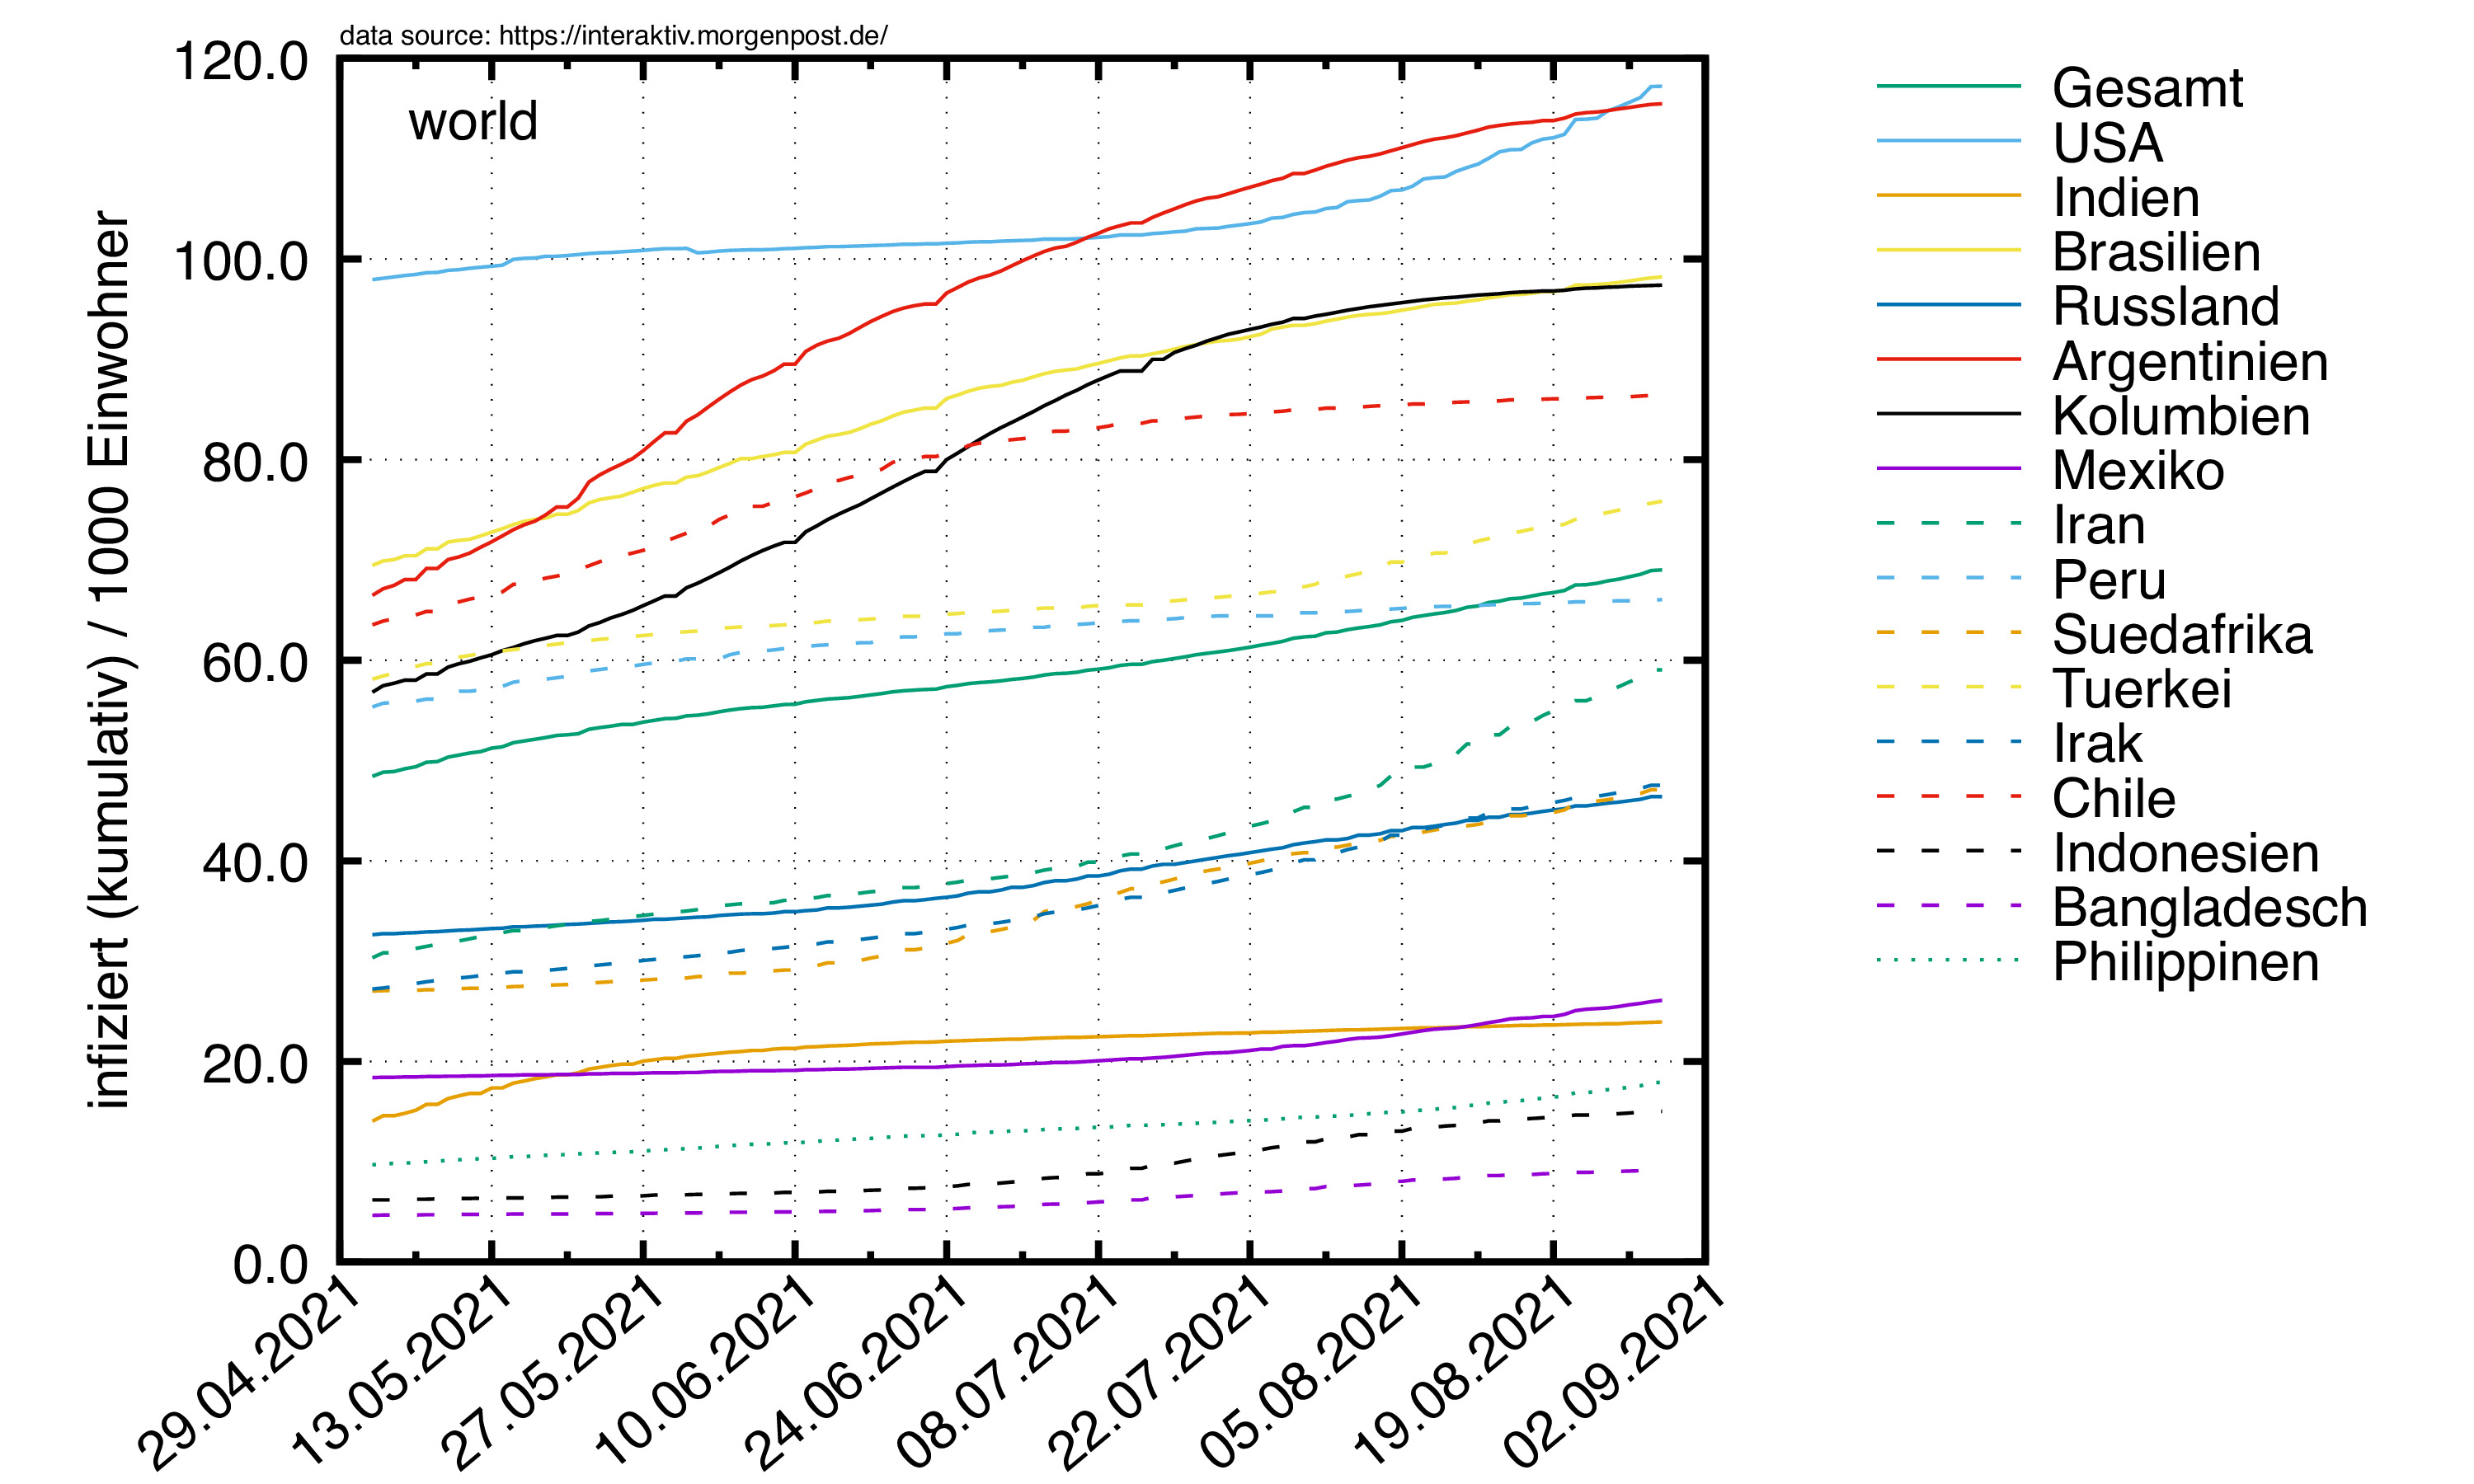 data source: https://interaktiv.morgenpost.de/
world
infiziert (kumulativ) / 1000 Einwohner
120.0
100.0
80.0
60.0
40.0
20.0
0.0
29.04.2021
13.05.2021
27.05.2021
10.06.2021
24.06.2021
08.07.2021
22.07.2021
05.08.2021
19.08.2021
02.09.2021
Gesamt
USA
Indien
Brasilien
Russland
Argentinien
Kolumbien
Mexiko
Iran
Peru
Suedafrika
Tuerkei
Irak
Chile
Indonesien
Bangladesch
Philippinen